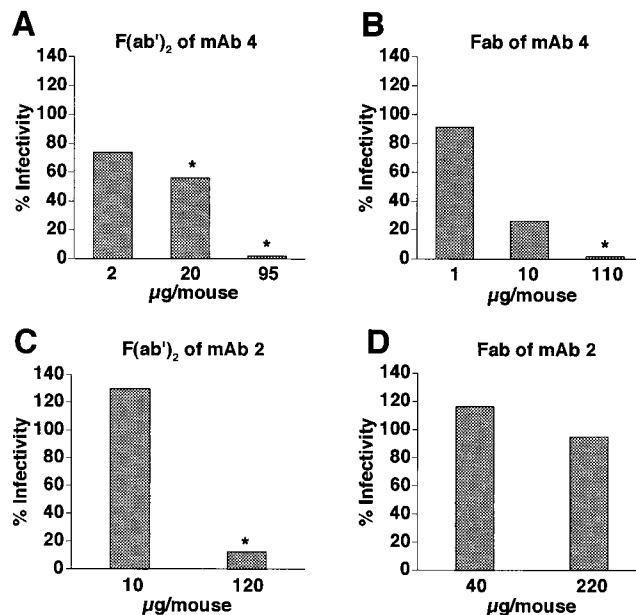 A
F(ab')₂ of mAb 4
% Infectivity
140
120
100
80
60
40
20
0
*
*
2 20 95
µg/mouse
B
Fab of mAb 4
% Infectivity
140
120
100
80
60
40
20
0
*
1 10 110
µg/mouse
C
F(ab')₂ of mAb 2
% Infectivity
140
120
100
80
60
40
20
0
*
10 120
µg/mouse
D
Fab of mAb 2
% Infectivity
140
120
100
80
60
40
20
0
40 220
µg/mouse